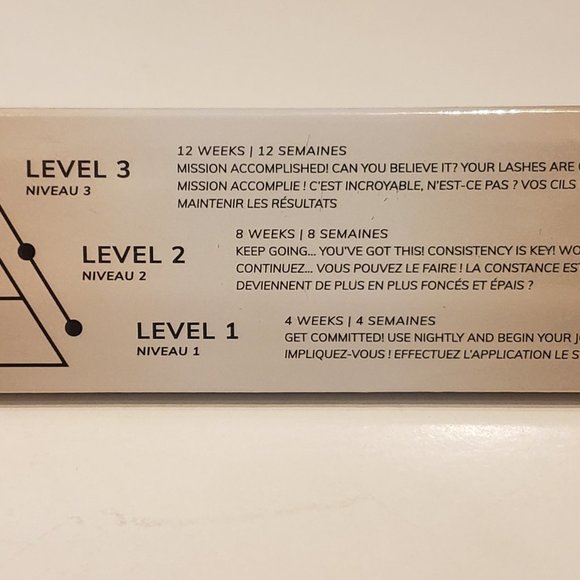 LEVEL 3
NIVEAU 3
12 WEEKS | 12 SEMAINES
MISSION ACCOMPLISHED! CAN YOU BELIEVE IT? YOUR LASHES ARE
MISSION ACCOMPLIE ! C'EST INCROYABLE, N'EST-CE PAS ? VOS CILS
MAINTENIR LES RÉSULTATS
LEVEL 2
NIVEAU 2
8 WEEKS | 8 SEMAINES
KEEP GOING... YOU'VE GOT THIS! CONSISTENCY IS KEY!
CONTINUEZ... VOUS POUVEZ LE FAIRE ! LA CONSTANCE EST
DEVIENNENT DE PLUS EN PLUS FONCÉS ET ÉPAIS ?
LEVEL 1
NIVEAU 1
4 WEEKS | 4 SEMAINES
GET COMMITTED! USE NIGHTLY AND BEGIN YOUR
IMPLIQUEZ-VOUS ! EFFECTUEZ L'APPLICATION LE